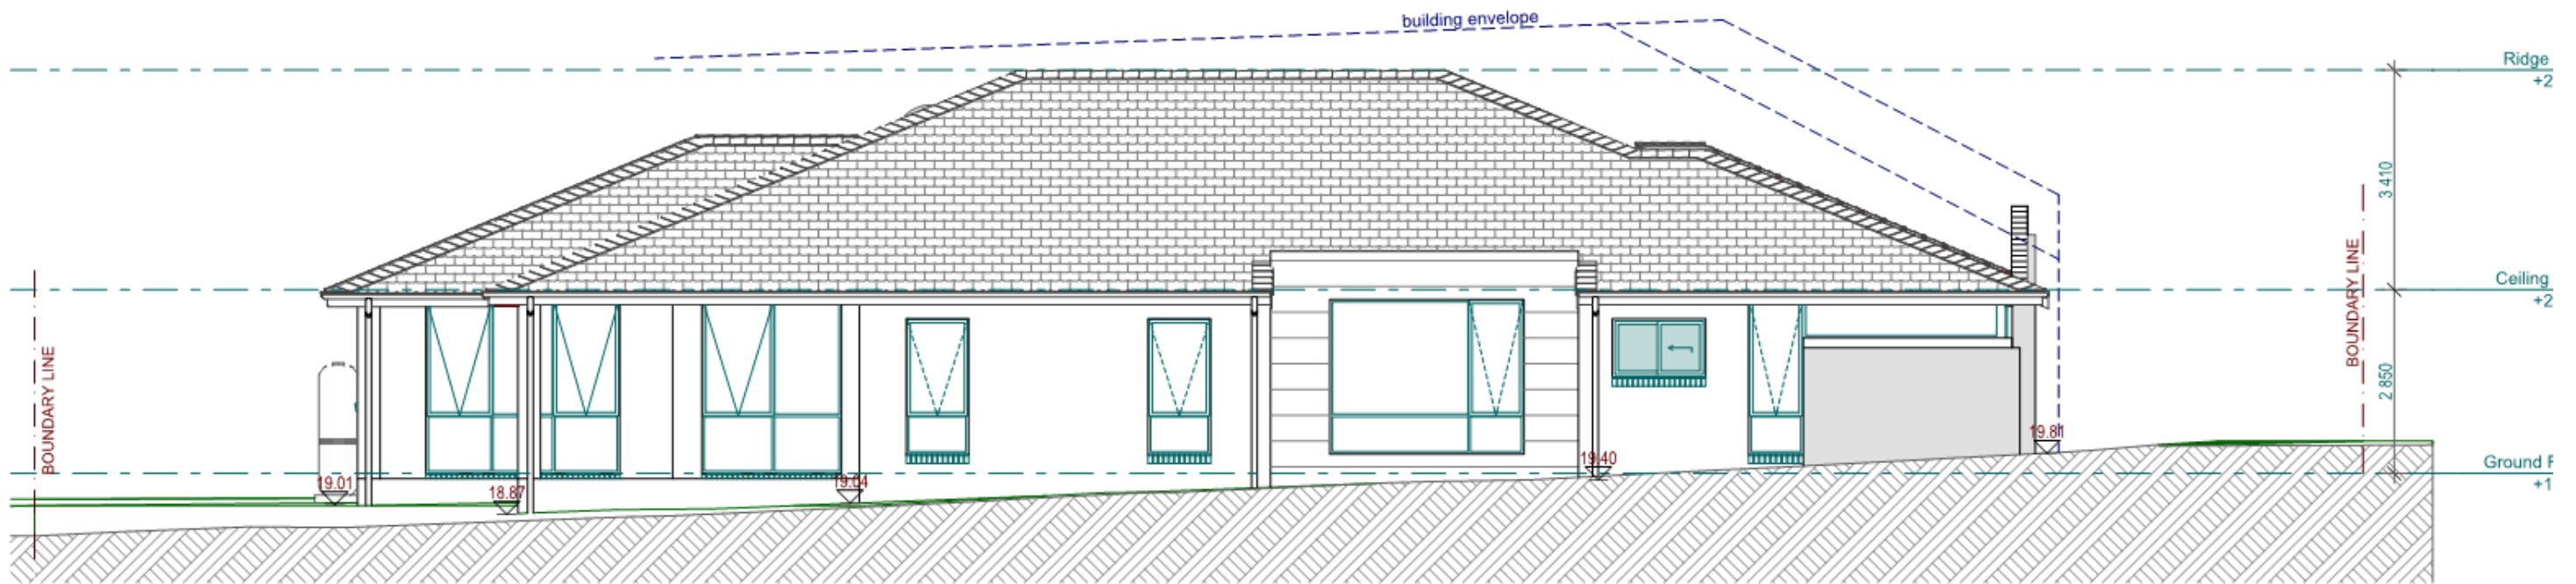 building envelope
Ridge
+2
3 410
BOUNDARY LINE
BOUNDARY LINE
Ceiling
+2
2 850
19.81
19.40
Ground F
+1
19.01
18.87
19.04